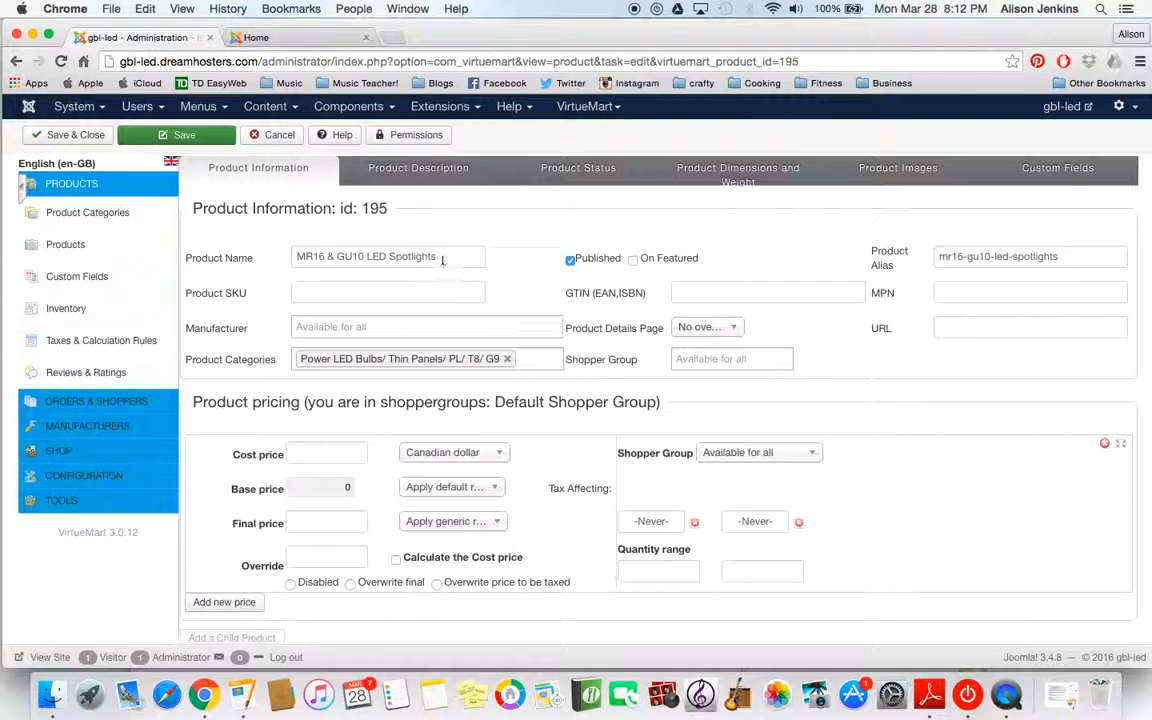 Chrome File Edit View History Bookmarks People Window Help 100% Mon Mar 28 8:12 PM Alison Jenkins
gbl-led - Administration - × Home × Alison
gbl-led.dreamhosters.com/administrator/index.php?option=com_virtuemart&view=product&task=edit&virtuemart_product_id=195
Apps Apple iCloud TD EasyWeb Music Music Teacher! Blogs Facebook Twitter Instagram crafty Cooking Fitness Business Other Bookmarks
System Users Menus Content Components Extensions Help VirtueMart gbl-led
Save & Close Save Cancel Help Permissions
English (en-GB)
PRODUCTS
Product Categories
Products
Custom Fields
Inventory
Taxes & Calculation Rules
Reviews & Ratings
ORDERS & SHOPPERS
MANUFACTURERS
SHOP
CONFIGURATION
TOOLS
VirtueMart 3.0.12
Product Information Product Description Product Status Product Dimensions and Weight Product Images Custom Fields
Product Information: id: 195
Product Name MR16 & GU10 LED Spotlights Published On Featured Product Alias mr16-gu10-led-spotlights
Product SKU GTIN (EAN,ISBN) MPN
Manufacturer Available for all Product Details Page No ove... URL
Product Categories Power LED Bulbs/ Thin Panels/ PL/ T8/ G9 × Shopper Group Available for all
Product pricing (you are in shoppergroups: Default Shopper Group)
Cost price Canadian dollar Shopper Group Available for all
Base price 0 Apply default r... Tax Affecting:
Final price Apply generic r... -Never- -Never-
Override Calculate the Cost price Quantity range
Disabled Overwrite final Overwrite price to be taxed
Add new price
Add a Child Product
View Site 1 Visitor 1 Administrator 0 Log out Joomla! 3.4.8 — © 2016 gbl-led
MAR 28 7